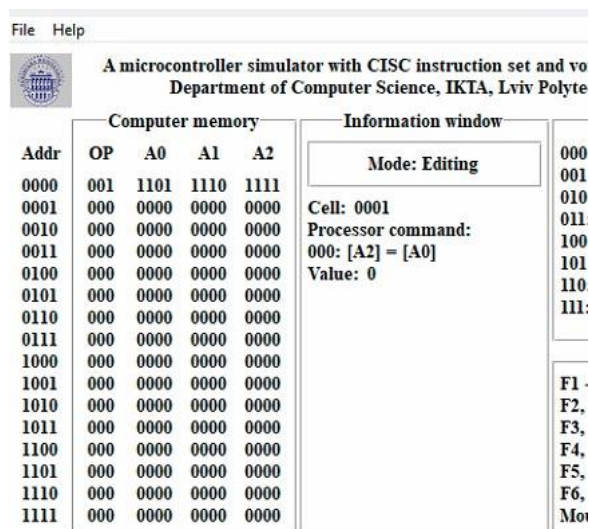 File Help
A microcontroller simulator with CISC instruction set and
Department of Computer Science, IKTA, Lviv
Computer memory
Addr OP A0 A1 A2
0000 001 1101 1110 1111
0001 000 0000 0000 0000
0010 000 0000 0000 0000
0011 000 0000 0000 0000
0100 000 0000 0000 0000
0101 000 0000 0000 0000
0110 000 0000 0000 0000
0111 000 0000 0000 0000
1000 000 0000 0000 0000
1001 000 0000 0000 0000
1010 000 0000 0000 0000
1011 000 0000 0000 0000
1100 000 0000 0000 0000
1101 000 0000 0000 0000
1110 000 0000 0000 0000
1111 000 0000 0000 0000
Information window
Mode: Editing
Cell: 0001
Processor command:
000: [A2] = [A0]
Value: 0
000
001
010
011:
100
101
110:
111:
F1 -
F2,
F3,
F4,
F5,
F6,